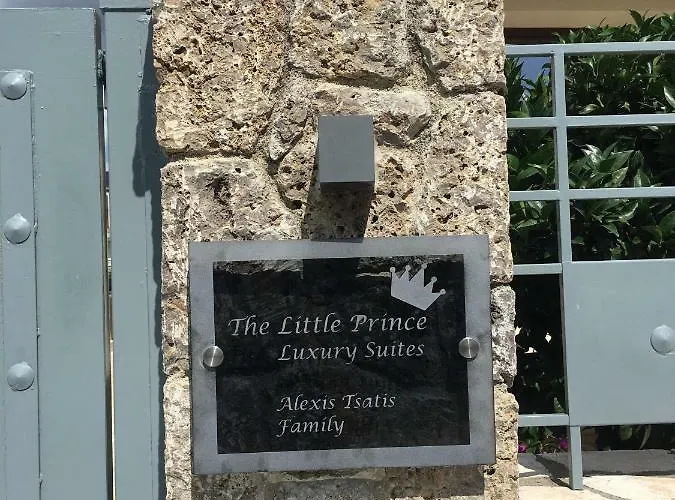 The Little Prince
Luxury Suites
Alexis Tsatis
Family